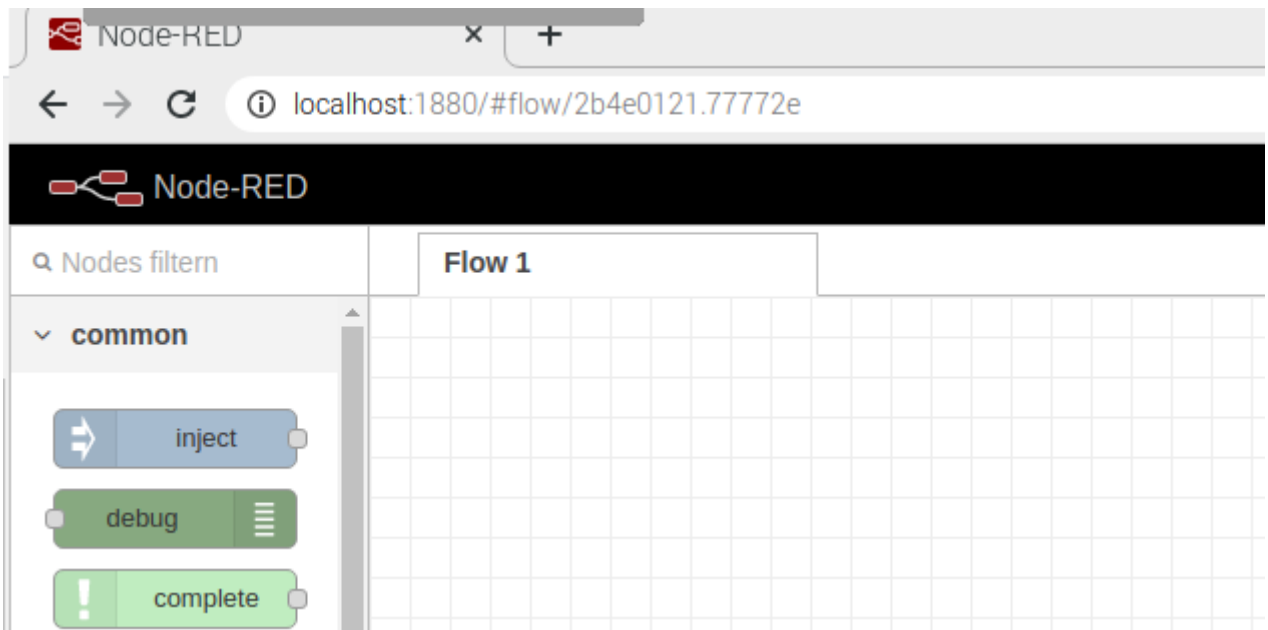 Node-RED
localhost:1880/#flow/2b4e0121.77772e
Node-RED
Nodes filtern
Flow 1
common
inject
debug
complete